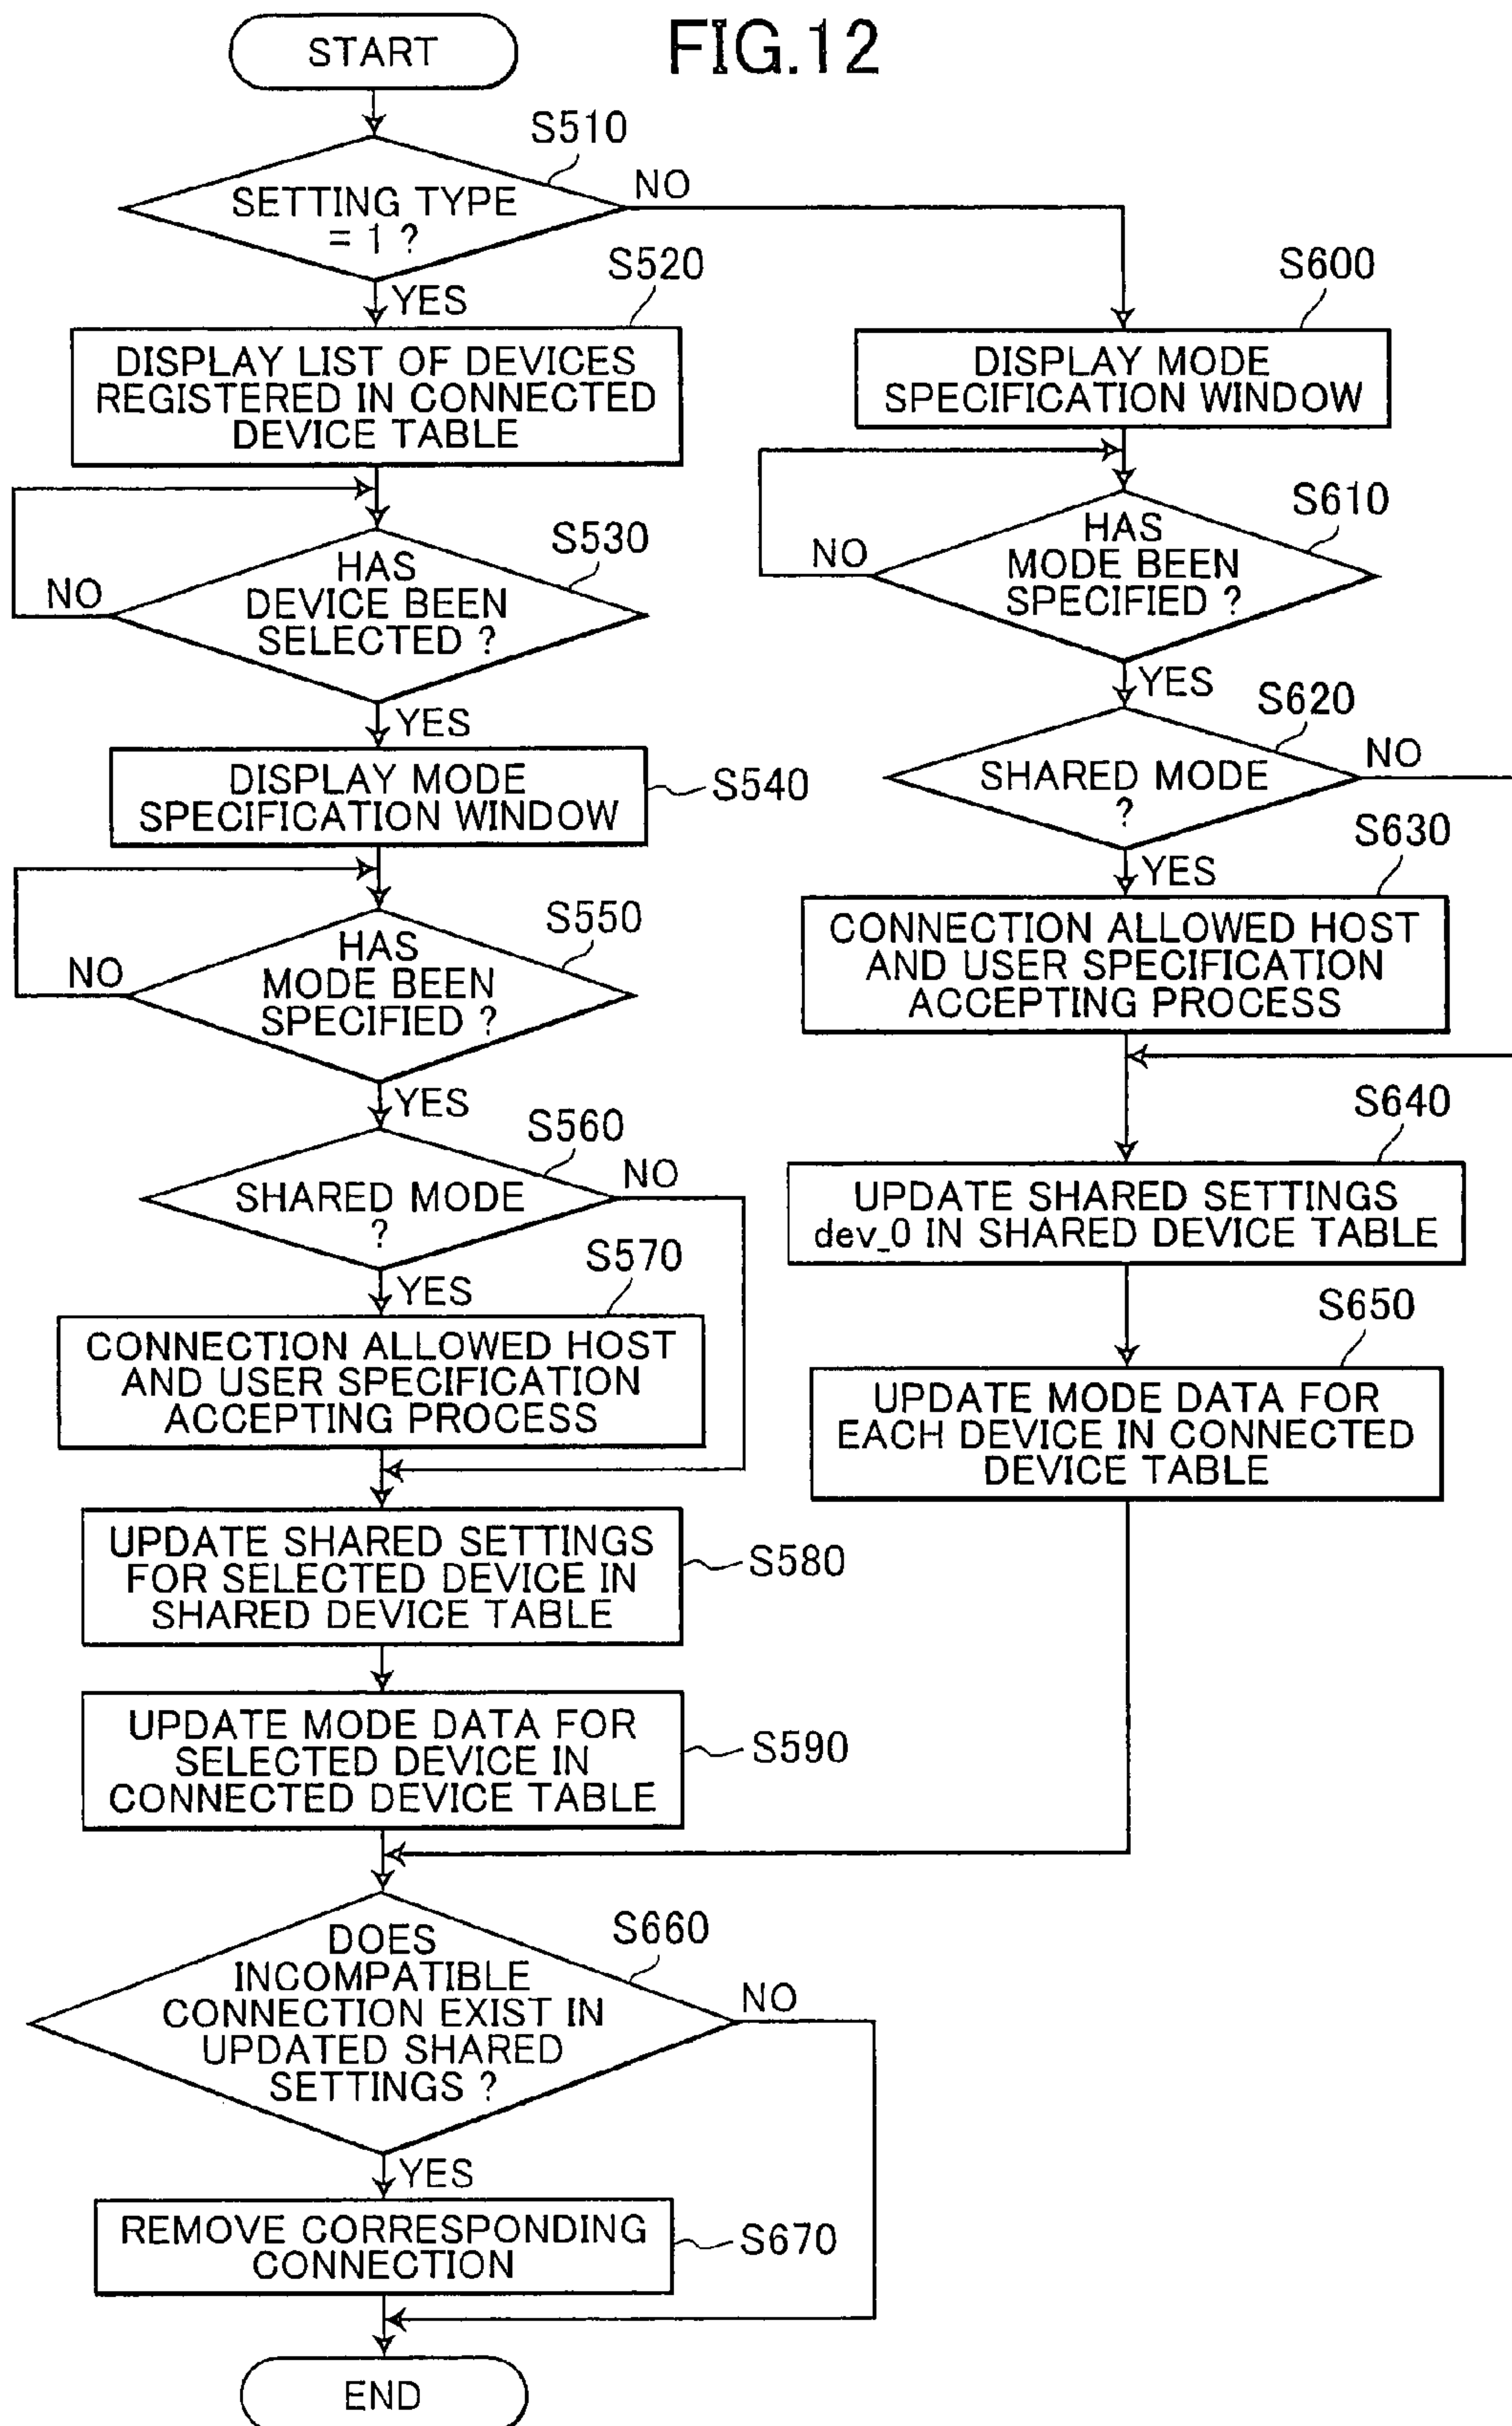 FIG.12
START
S510
SETTING TYPE
= 1 ?
NO
YES
S520
DISPLAY LIST OF DEVICES
REGISTERED IN CONNECTED
DEVICE TABLE
S530
HAS
DEVICE BEEN
SELECTED ?
NO
YES
DISPLAY MODE
SPECIFICATION WINDOW
S540
S550
HAS
MODE BEEN
SPECIFIED ?
NO
YES
S560
SHARED MODE
?
NO
YES
S570
CONNECTION ALLOWED HOST
AND USER SPECIFICATION
ACCEPTING PROCESS
UPDATE SHARED SETTINGS
FOR SELECTED DEVICE IN
SHARED DEVICE TABLE
S580
UPDATE MODE DATA FOR
SELECTED DEVICE IN
CONNECTED DEVICE TABLE
S590
S600
DISPLAY MODE
SPECIFICATION WINDOW
S610
HAS
MODE BEEN
SPECIFIED ?
NO
YES
S620
SHARED MODE
?
NO
YES
S630
CONNECTION ALLOWED HOST
AND USER SPECIFICATION
ACCEPTING PROCESS
S640
UPDATE SHARED SETTINGS
dev_0 IN SHARED DEVICE TABLE
S650
UPDATE MODE DATA FOR
EACH DEVICE IN CONNECTED
DEVICE TABLE
S660
DOES
INCOMPATIBLE
CONNECTION EXIST IN
UPDATED SHARED
SETTINGS ?
NO
YES
REMOVE CORRESPONDING
CONNECTION
S670
END